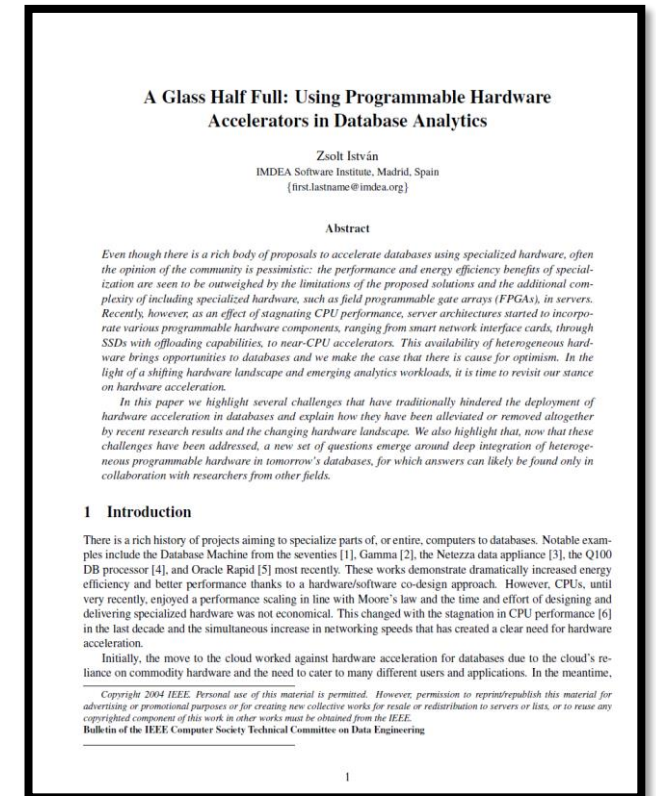 A Glass Half Full: Using Programmable Hardware
Accelerators in Database Analytics
Zsolt István
IMDEA Software Institute, Madrid, Spain
{first.lastname@imdea.org}
Abstract
Even though there is a rich body of proposals to accelerate databases using specialized hardware, often
the opinion of the community is pessimistic: the performance and energy efficiency benefits of special-
ization are seen to be outweighed by the limitations of the proposed solutions and the additional com-
plexity of including specialized hardware, such as field programmable gate arrays (FPGAs), in servers.
Recently, however, as an effect of stagnating CPU performance, server architectures started to incorpo-
rate various programmable hardware components, ranging from smart network interface cards, through
SSDs with offloading capabilities, to near-CPU accelerators. This availability of heterogeneous hard-
ware brings opportunities to databases and we make the case that there is cause for optimism. In the
light of a shifting hardware landscape and emerging analytics workloads, it is time to revisit our stance
on hardware acceleration.
In this paper we highlight several challenges that have traditionally hindered the deployment of
hardware acceleration in databases and explain how they have been alleviated or removed altogether
by recent research results and the changing hardware landscape. We also highlight that, now that these
challenges have been addressed, a new set of questions emerge around deep integration of heteroge-
neous programmable hardware in tomorrow's databases, for which answers can likely be found only in
collaboration with researchers from other fields.
1 Introduction
There is a rich history of projects aiming to specialize parts of, or entire, computers to databases. Notable exam-
ples include the Database Machine from the seventies [1], Gamma [2], the Netezza data appliance [3], the Q100
DB processor [4], and Oracle Rapid [5] most recently. These works demonstrate dramatically increased energy
efficiency and better performance thanks to a hardware/software co-design approach. However, CPUs, until
very recently, enjoyed a performance scaling in line with Moore's law and the time and effort of designing and
delivering specialized hardware was not economical. This changed with the stagnation in CPU performance [6]
in the last decade and the simultaneous increase in networking speeds that has created a clear need for hardware
acceleration.
Initially, the move to the cloud worked against hardware acceleration for databases due to the cloud's re-
liance on commodity hardware and the need to cater to many different users and applications. In the meantime,
Copyright 2004 IEEE. Personal use of this material is permitted. However, permission to reprint/republish this material for
advertising or promotional purposes or for creating new collective works for resale or redistribution to servers or lists, or to reuse any
copyrighted component of this work in other works must be obtained from the IEEE.
Bulletin of the IEEE Computer Society Technical Committee on Data Engineering
1